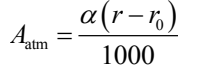 A_atm = α(r − r_0) / 1000